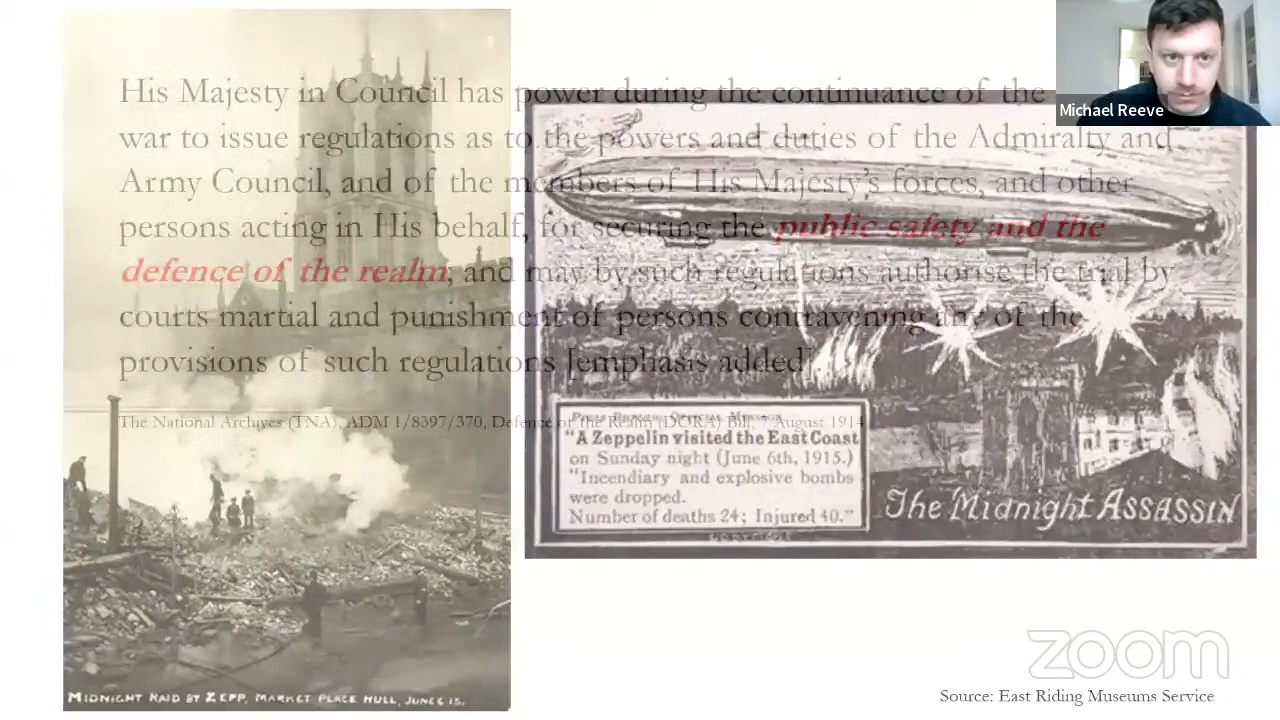 His Majesty in Council has power during the continuance of the
war to issue regulations as to the powers and duties of the Admiralty and
Army Council, and of the members of His Majesty's forces, and other
persons acting in His behalf, for securing the public safety and the
defence of the realm, and may by such regulations authorise the trial by
courts martial and punishment of persons contravening any of the
provisions of such regulations [emphasis added]
The National Archives (TNA), ADM 1/8397/370, Defence of the Realm (DORA) Bill, 7 August 1914
Michael Reeve
Press Bureau, Official Message
"A Zeppelin visited the East Coast
on Sunday night (June 6th, 1915.)
"Incendiary and explosive bombs
were dropped.
Number of deaths 24; Injured 40."
COPYRIGHT
The Midnight ASSASSIN
MIDNIGHT RAID BY ZEPP, MARKET PLACE HULL, JUNE 6 15.
zoom
Source: East Riding Museums Service